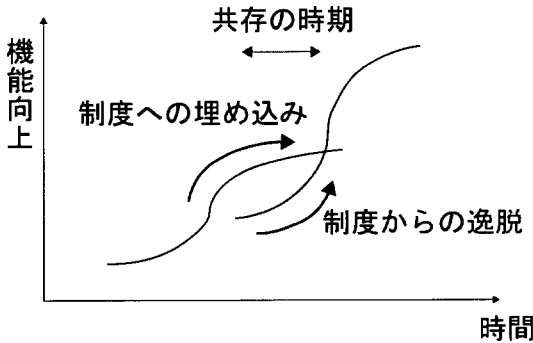 共存の時期
機能向上
制度への埋め込み
制度からの逸脱
時間